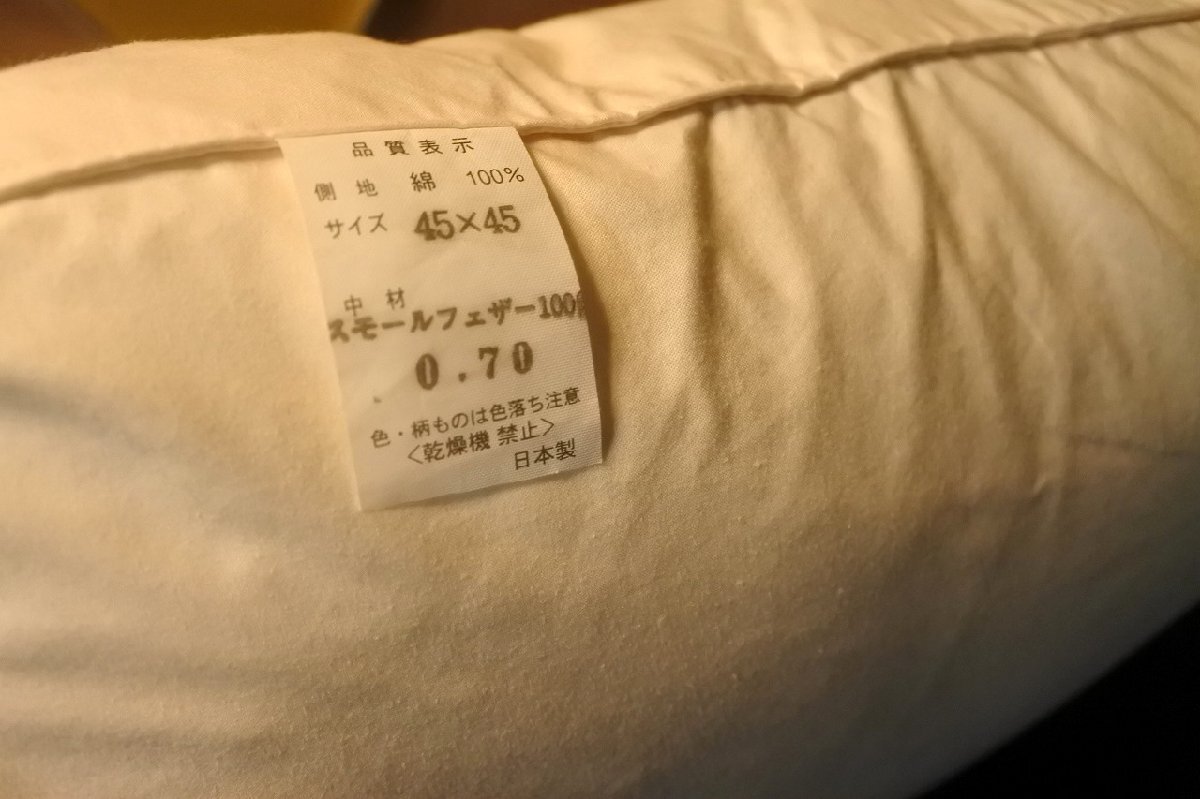 品質表示
側地 綿 100%
サイズ 45×45
中材
スモールフェザー100
0.70
色・柄ものは色落ち注意
<乾燥機 禁止>
日本製